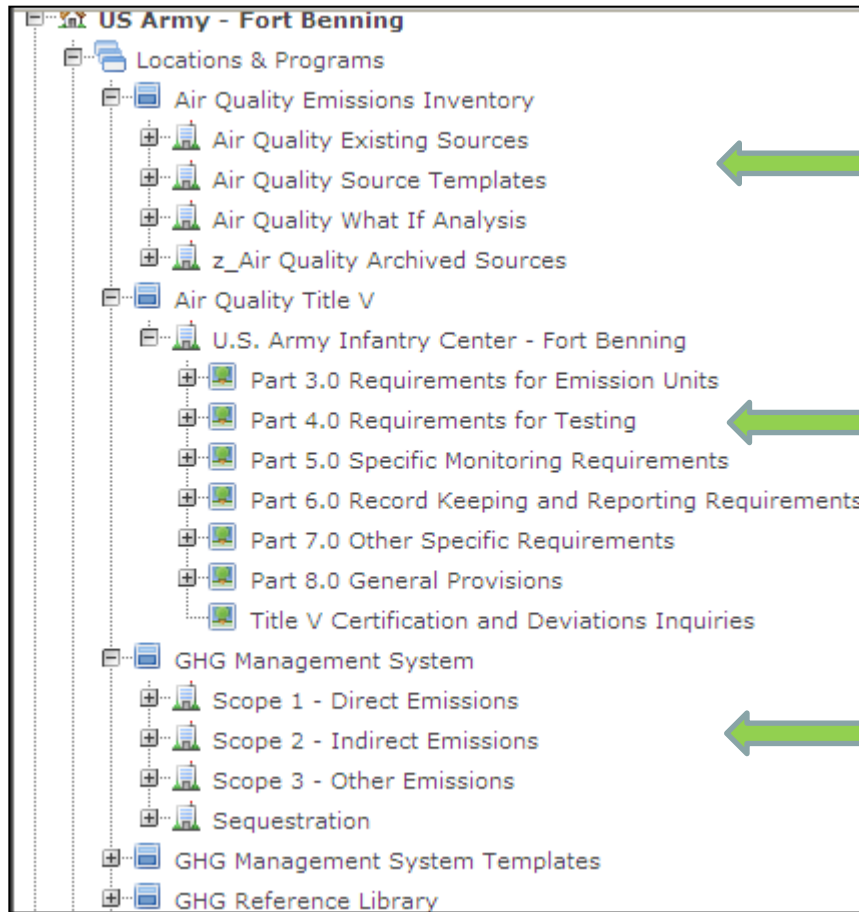 US Army - Fort Benning
Locations & Programs
Air Quality Emissions Inventory
Air Quality Existing Sources
Air Quality Source Templates
Air Quality What If Analysis
z_Air Quality Archived Sources
Air Quality Title V
U.S. Army Infantry Center - Fort Benning
Part 3.0 Requirements for Emission Units
Part 4.0 Requirements for Testing
Part 5.0 Specific Monitoring Requirements
Part 6.0 Record Keeping and Reporting Requirements
Part 7.0 Other Specific Requirements
Part 8.0 General Provisions
Title V Certification and Deviations Inquiries
GHG Management System
Scope 1 - Direct Emissions
Scope 2 - Indirect Emissions
Scope 3 - Other Emissions
Sequestration
GHG Management System Templates
GHG Reference Library